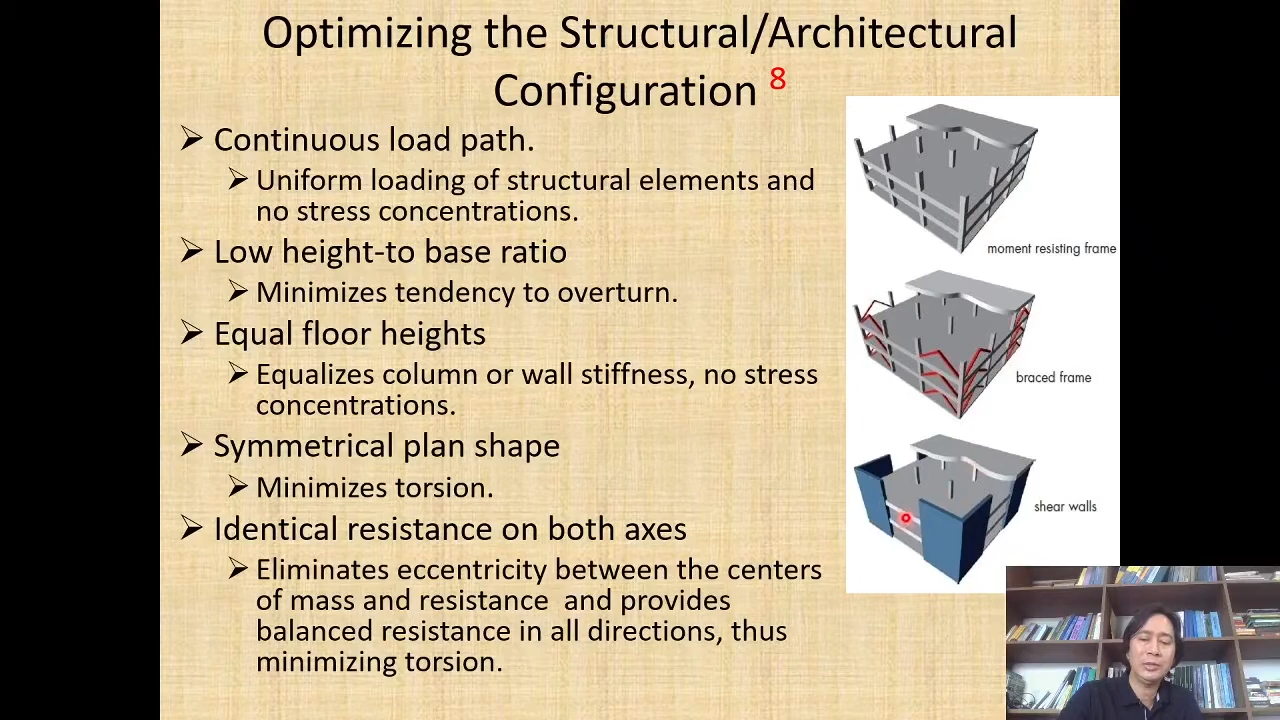 Optimizing the Structural/Architectural
Configuration 8
➢ Continuous load path.
➢ Uniform loading of structural elements and
no stress concentrations.
➢ Low height-to base ratio
➢ Minimizes tendency to overturn.
➢ Equal floor heights
➢ Equalizes column or wall stiffness, no stress
concentrations.
➢ Symmetrical plan shape
➢ Minimizes torsion.
➢ Identical resistance on both axes
➢ Eliminates eccentricity between the centers
of mass and resistance and provides
balanced resistance in all directions, thus
minimizing torsion.
moment resisting frame
braced frame
shear walls